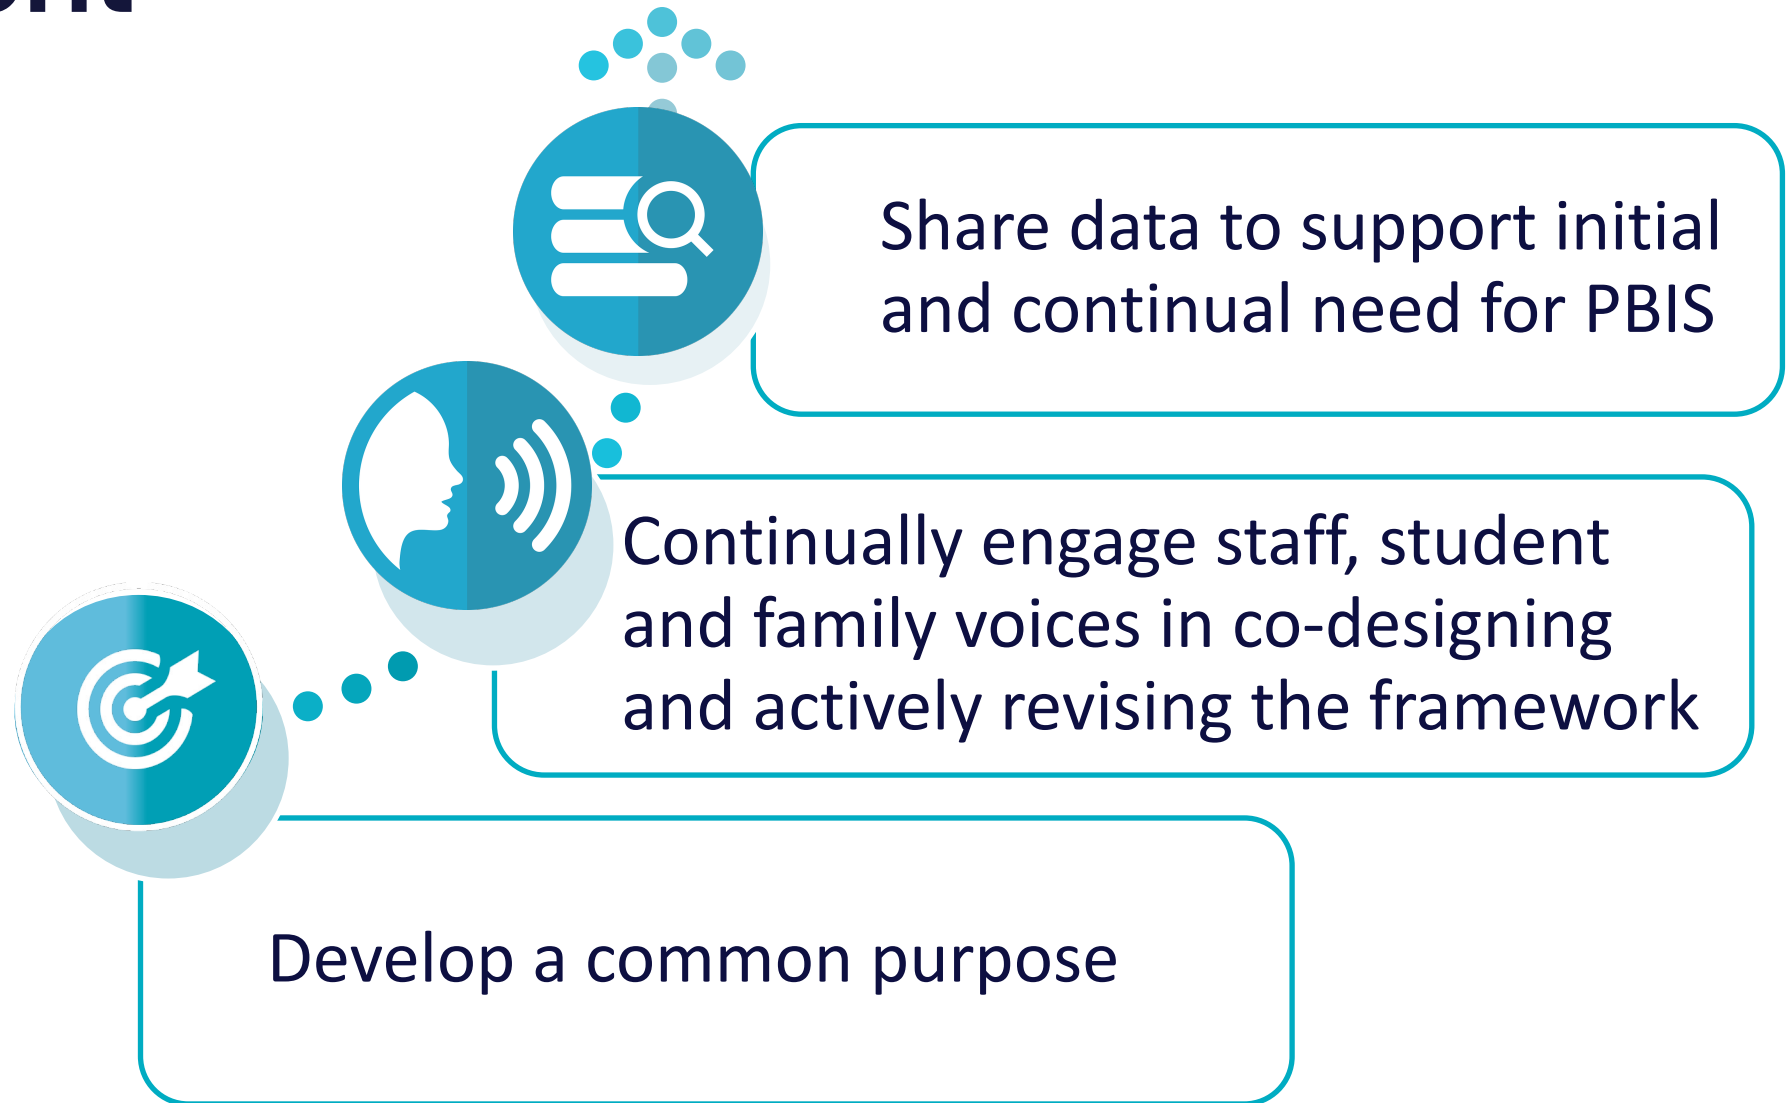 Share data to support initial
and continual need for PBIS
Continually engage staff, student
and family voices in co-designing
and actively revising the framework
Develop a common purpose